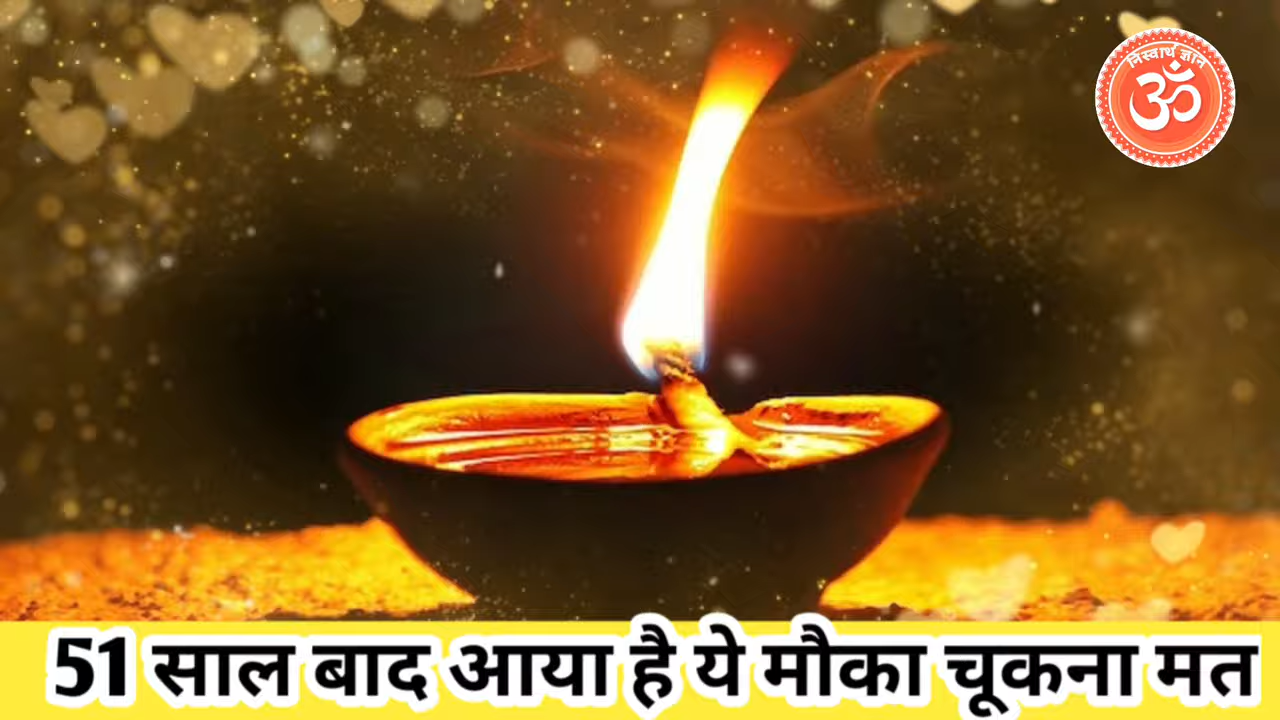 निस्वार्थ ज्ञान
ॐ
51 साल बाद आया है ये मौका चूकना मत